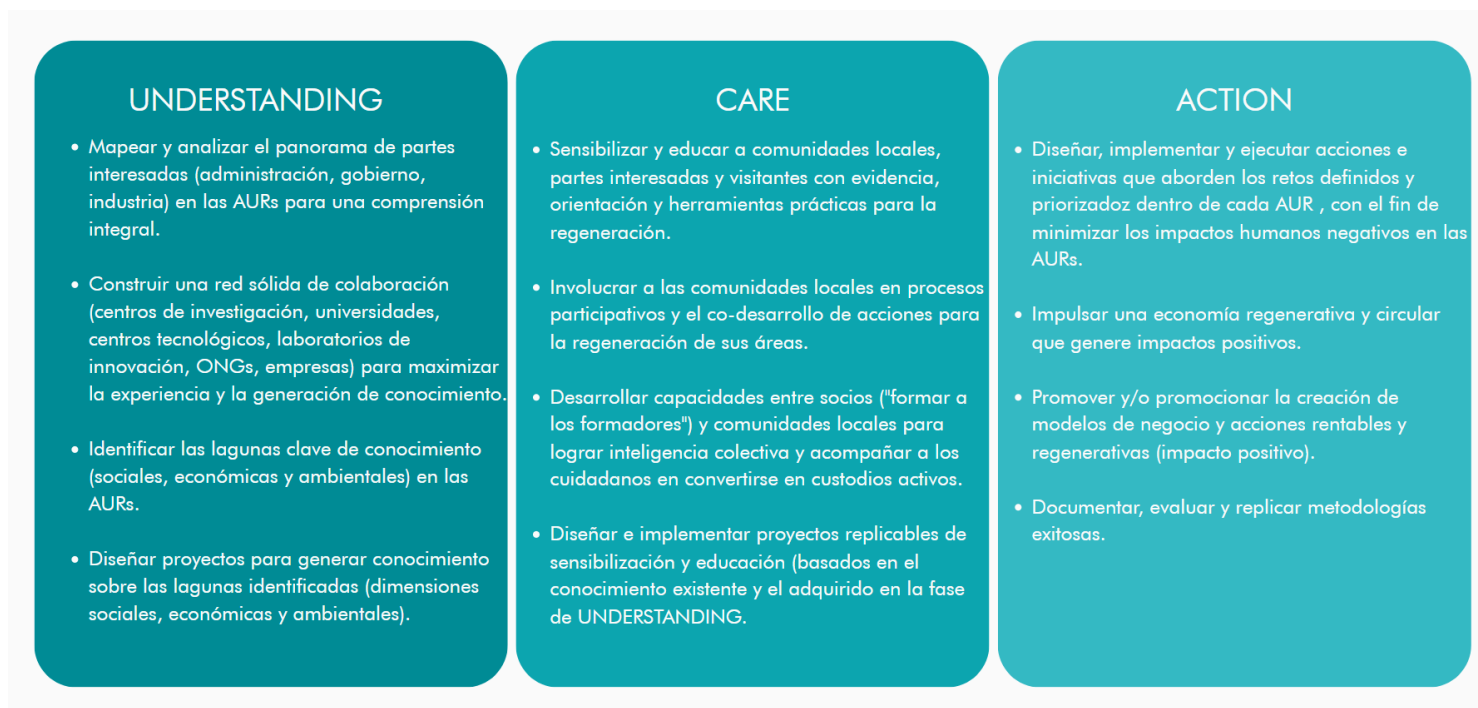 UNDERSTANDING
• Mapear y analizar el panorama de partes
interesadas (administración, gobierno,
industria) en las AURs para una comprensión
integral.
• Construir una red sólida de colaboración
(centros de investigación, universidades,
centros tecnológicos, laboratorios de
innovación, ONGs, empresas) para maximizar
la experiencia y la generación de conocimiento.
• Identificar las lagunas clave de conocimiento
(sociales, económicas y ambientales) en las
AURs.
• Diseñar proyectos para generar conocimiento
sobre las lagunas identificadas (dimensiones
sociales, económicas y ambientales).
CARE
• Sensibilizar y educar a comunidades locales,
partes interesadas y visitantes con evidencia,
orientación y herramientas prácticas para la
regeneración.
• Involucrar a las comunidades locales en procesos
participativos y el co-desarrollo de acciones para
la regeneración de sus áreas.
• Desarrollar capacidades entre socios ("formar a
los formadores") y comunidades locales para
lograr inteligencia colectiva y acompañar a los
cuidadanos en convertirse en custodios activos.
• Diseñar e implementar proyectos replicables de
sensibilización y educación (basados en el
conocimiento existente y el adquirido en la fase
de UNDERSTANDING.
ACTION
• Diseñar, implementar y ejecutar acciones e
iniciativas que aborden los retos definidos y
priorizadoz dentro de cada AUR , con el fin de
minimizar los impactos humanos negativos en las
AURs.
• Impulsar una economía regenerativa y circular
que genere impactos positivos.
• Promover y/o promocionar la creación de
modelos de negocio y acciones rentables y
regenerativas (impacto positivo).
• Documentar, evaluar y replicar metodologías
exitosas.